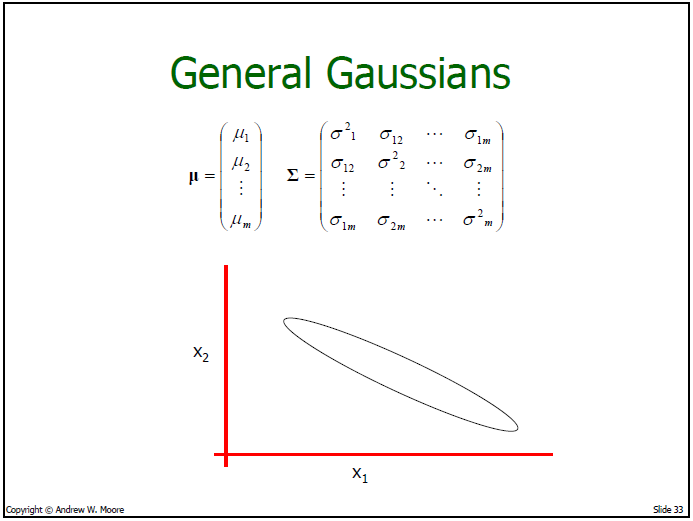 General Gaussians
μ = ( μ₁ μ₂ ⋮ μₘ ) Σ = ( σ²₁ σ₁₂ ⋯ σ₁ₘ
σ₁₂ σ²₂ ⋯ σ₂ₘ
⋮ ⋮ ⋱ ⋮
σ₁ₘ σ₂ₘ ⋯ σ²ₘ )
x₂
x₁
Copyright © Andrew W. Moore
Slide 33